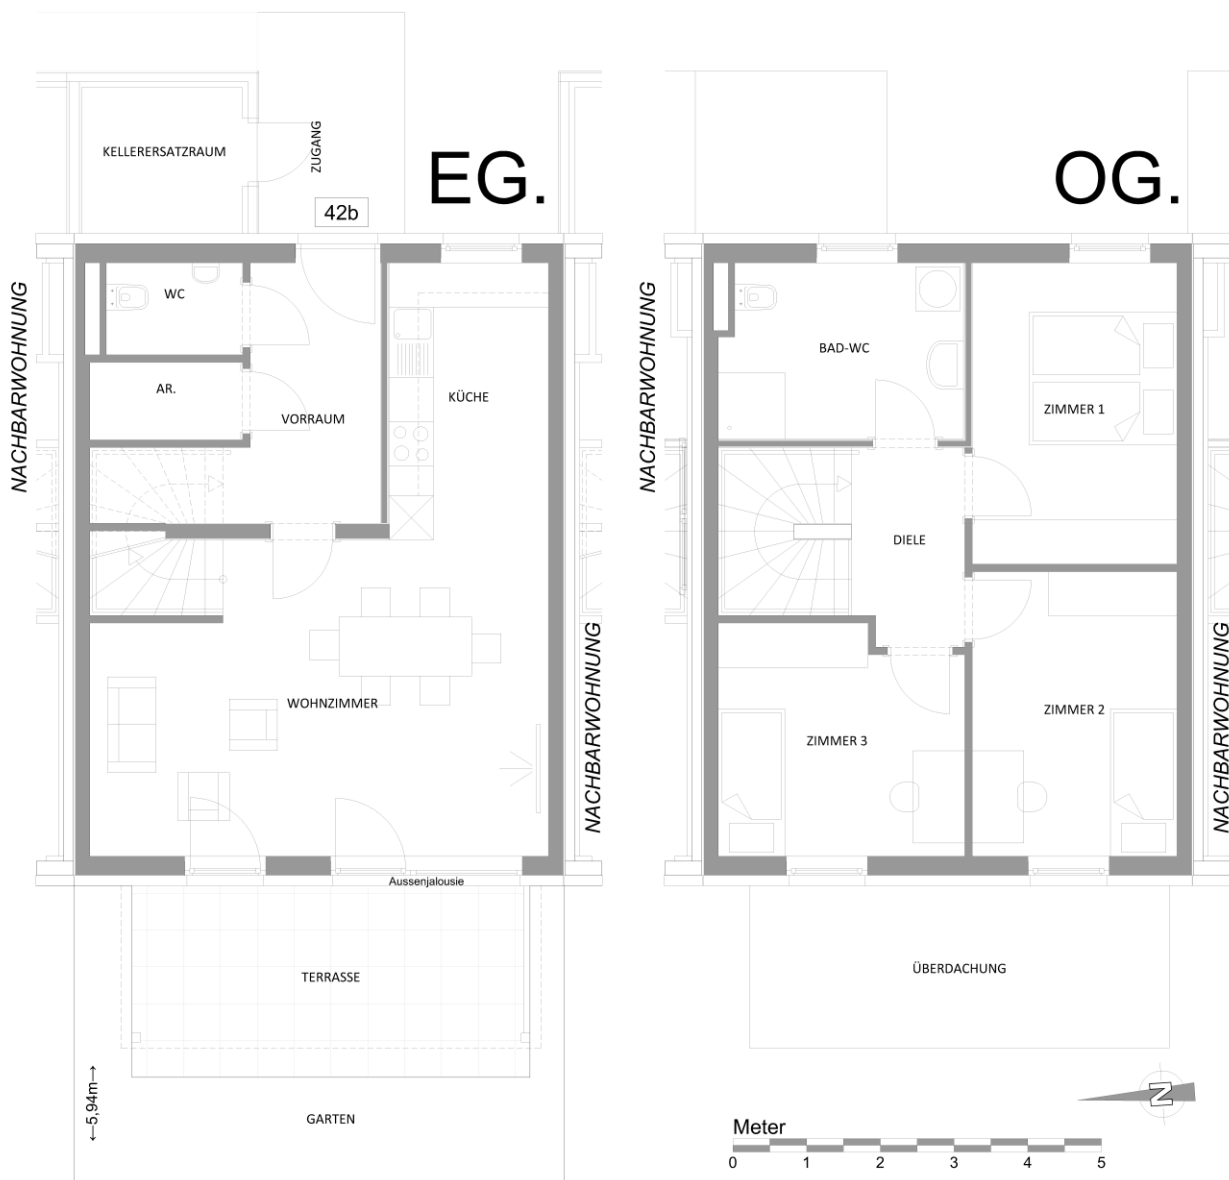 EG.
KELLERERSATZRAUM
ZUGANG
42b
NACHBARWOHNUNG
WC
AR.
VORRAUM
KÜCHE
WOHNZIMMER
NACHBARWOHNUNG
Aussenjalousie
TERRASSE
←5,94m→
GARTEN
OG.
NACHBARWOHNUNG
BAD-WC
ZIMMER 1
DIELE
ZIMMER 2
ZIMMER 3
NACHBARWOHNUNG
ÜBERDACHUNG
N
Meter
0 1 2 3 4 5